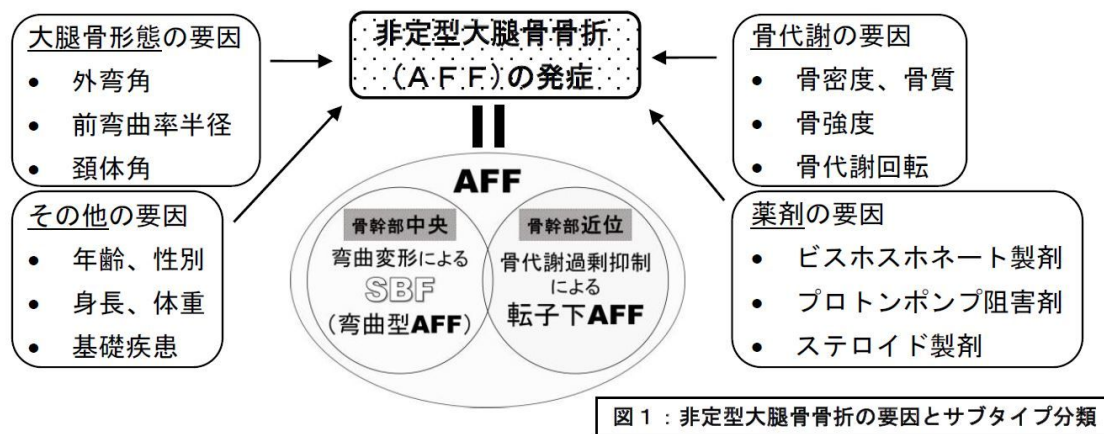 大腿骨形態の要因
• 外弯角
• 前弯曲率半径
• 頚体角
その他の要因
• 年齢、性別
• 身長、体重
• 基礎疾患
非定型大腿骨骨折
(AFF)の発症
AFF
骨幹部中央
弯曲変形による
SBF
(弯曲型AFF)
骨幹部近位
骨代謝過剰抑制
による
転子下AFF
骨代謝の要因
• 骨密度、骨質
• 骨強度
• 骨代謝回転
薬剤の要因
• ビスホスホネート製剤
• プロトンポンプ阻害剤
• ステロイド製剤
図1:非定型大腿骨骨折の要因とサブタイプ分類